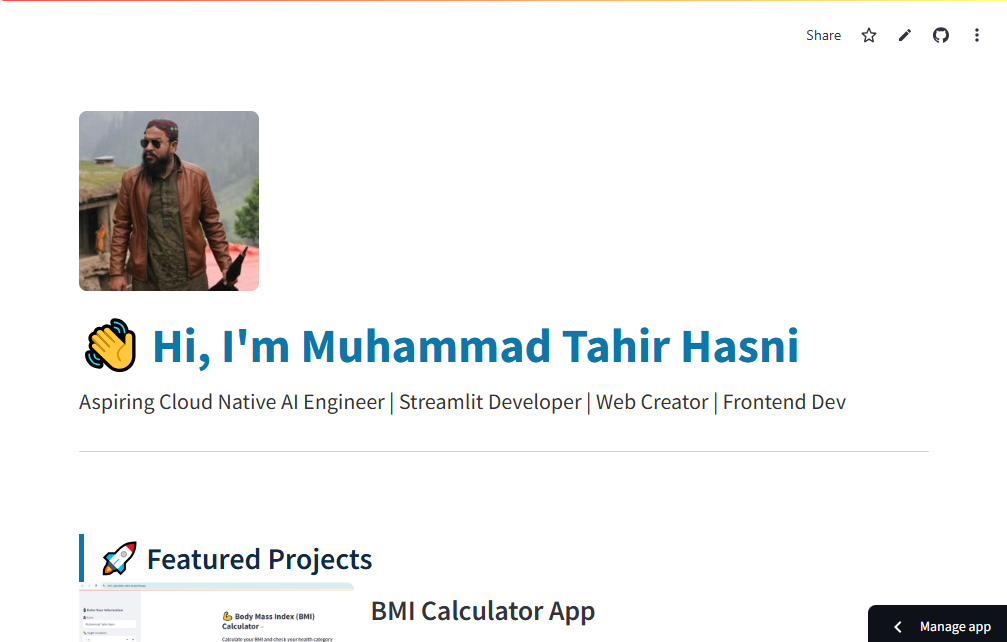 Share
Hi, I'm Muhammad Tahir Hasni
Aspiring Cloud Native AI Engineer | Streamlit Developer | Web Creator | Frontend Dev
Featured Projects
BMI Calculator App
Body Mass Index (BMI)
Calculator
Calculate your BMI and check your health category
Manage app